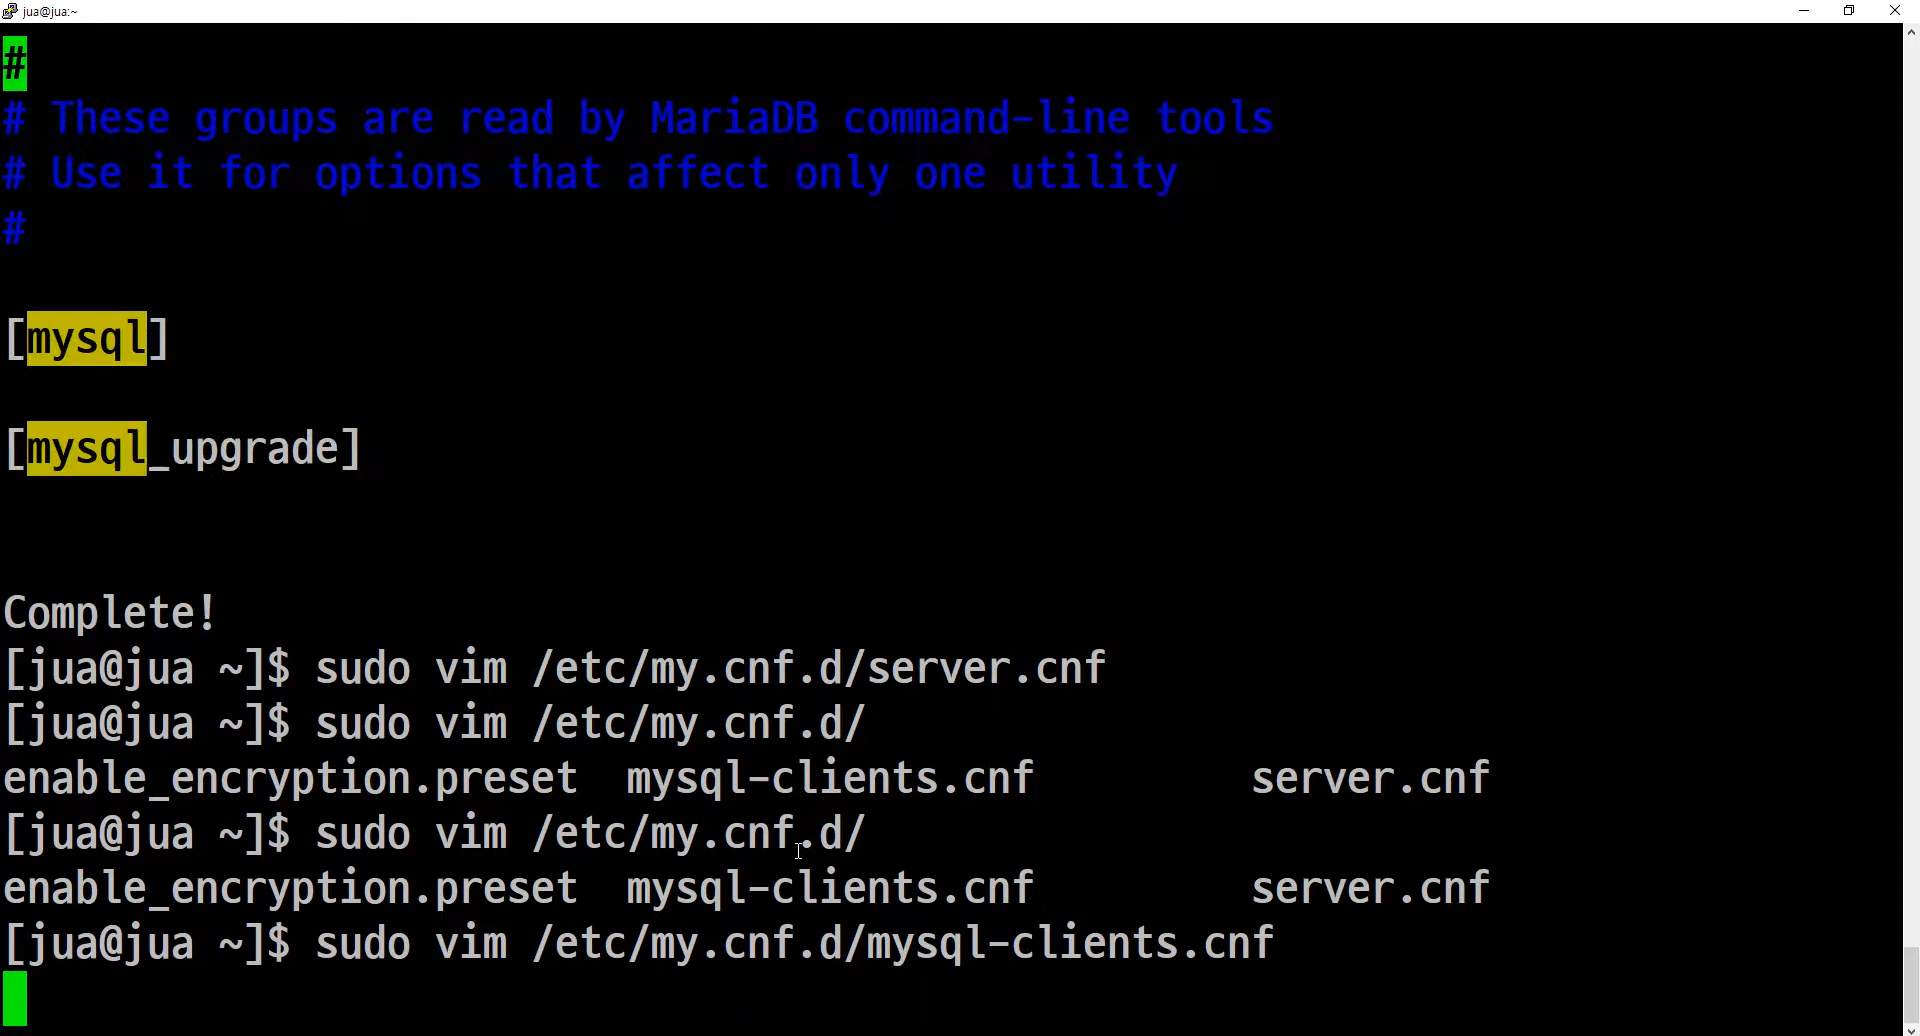 jua@jua:~
#
# These groups are read by MariaDB command-line tools
# Use it for options that affect only one utility
#
[mysql]
[mysql_upgrade]
Complete!
[jua@jua ~]$ sudo vim /etc/my.cnf.d/server.cnf
[jua@jua ~]$ sudo vim /etc/my.cnf.d/
enable_encryption.preset  mysql-clients.cnf         server.cnf
[jua@jua ~]$ sudo vim /etc/my.cnf.d/
enable_encryption.preset  mysql-clients.cnf         server.cnf
[jua@jua ~]$ sudo vim /etc/my.cnf.d/mysql-clients.cnf